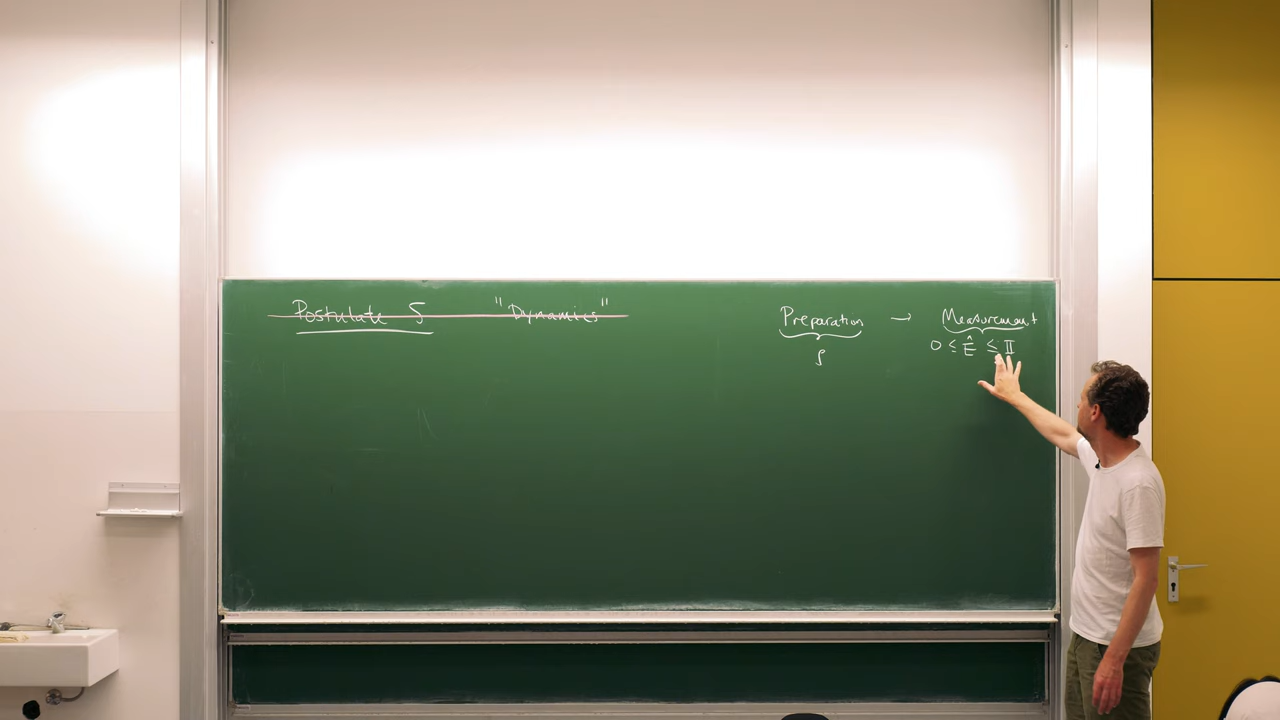 Postulate 5 "Dynamics"
Preparation → Measurement
ρ 0 ≤ Ê ≤ 𝕀